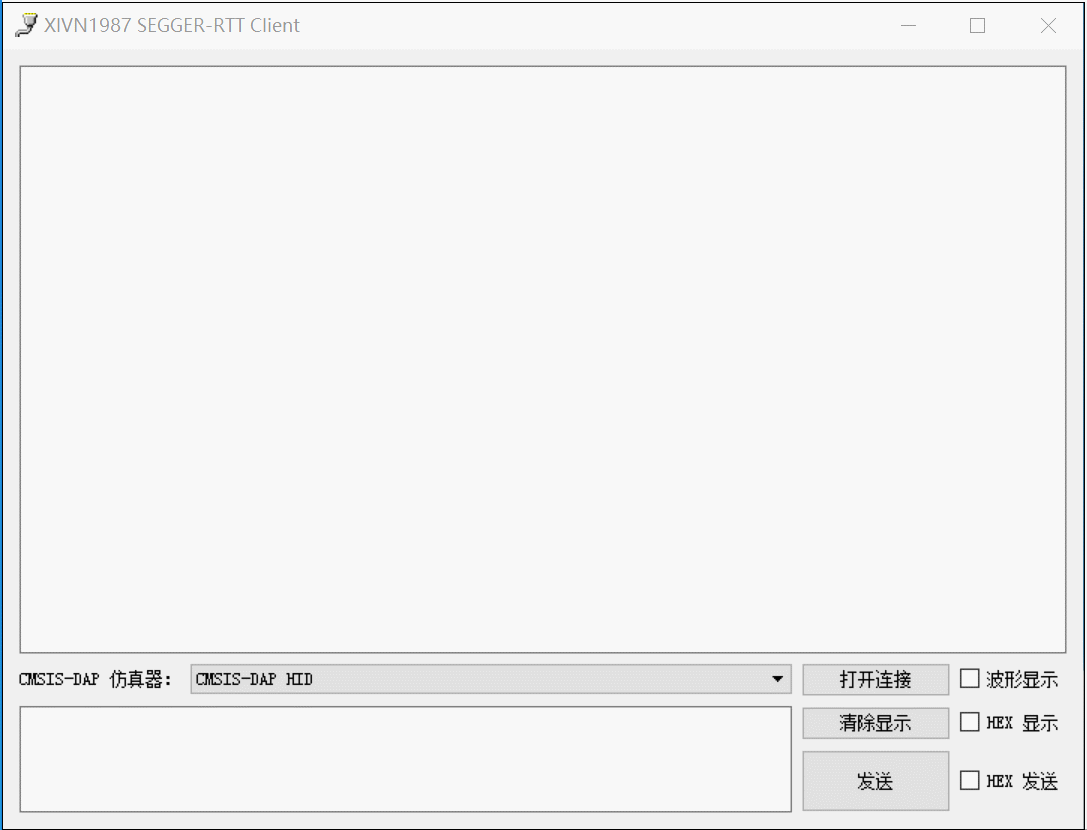 XIVN1987 SEGGER-RTT Client
CMSIS-DAP 仿真器: CMSIS-DAP HID 打开连接 波形显示
清除显示 HEX 显示
发送 HEX 发送